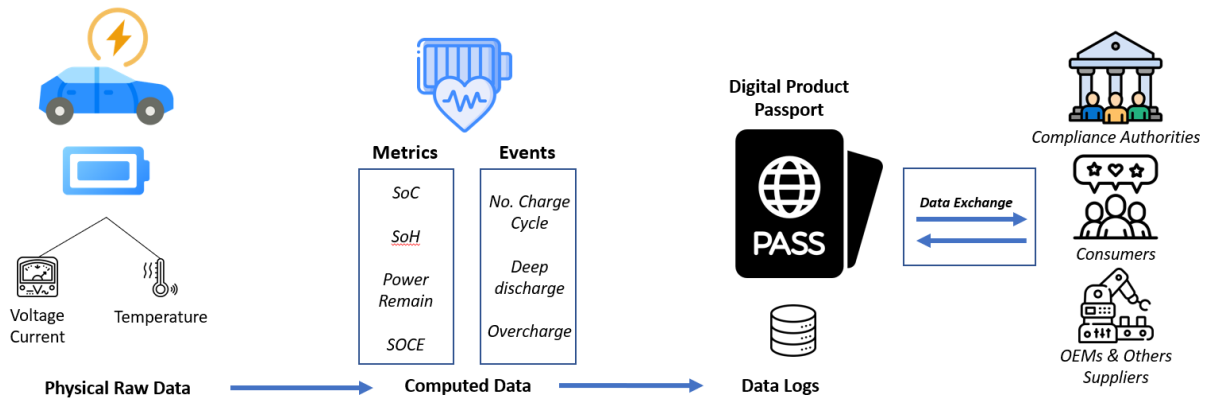 Digital Product
Passport
Compliance Authorities
Metrics
Events
SoC
SoH
Power
Remain
SOCE
No. Charge
Cycle
Deep
discharge
Overcharge
PASS
Data Exchange
Consumers
V
Voltage
Current
Temperature
OEMs & Others
Suppliers
Physical Raw Data
Computed Data
Data Logs